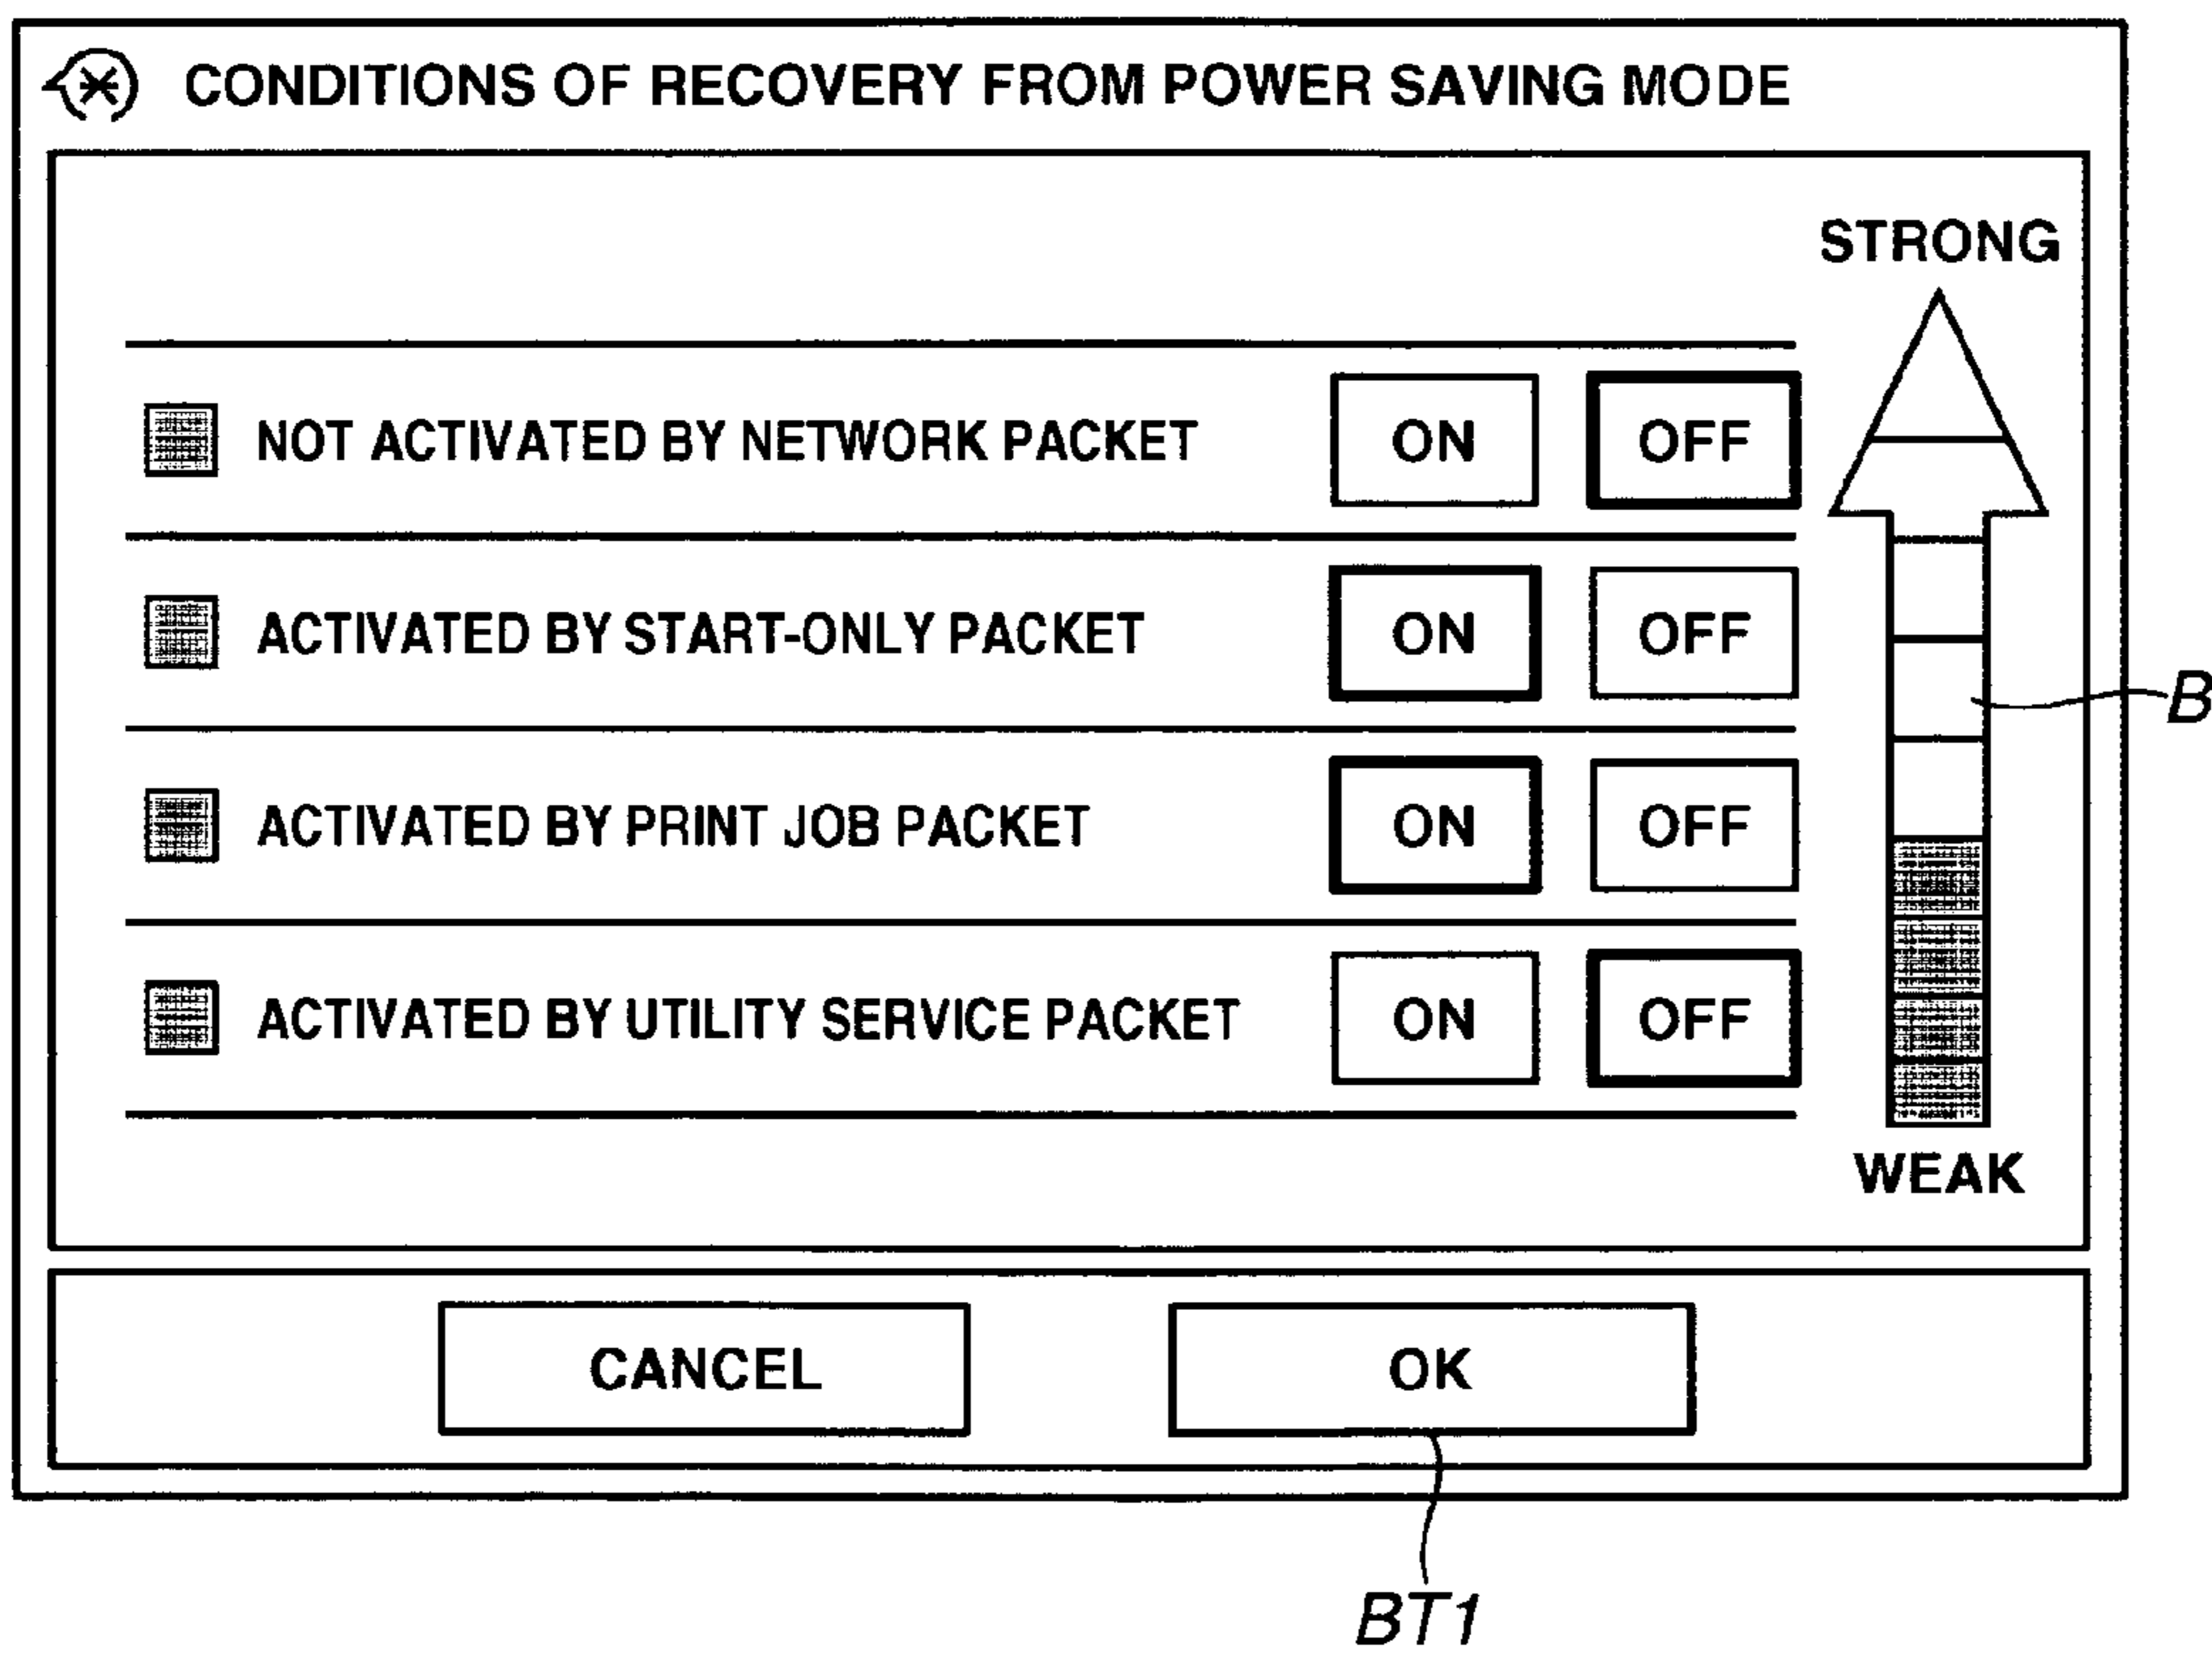 CONDITIONS OF RECOVERY FROM POWER SAVING MODE
STRONG
NOT ACTIVATED BY NETWORK PACKET ON OFF
ACTIVATED BY START-ONLY PACKET ON OFF
B
ACTIVATED BY PRINT JOB PACKET ON OFF
ACTIVATED BY UTILITY SERVICE PACKET ON OFF
WEAK
CANCEL OK
BT1